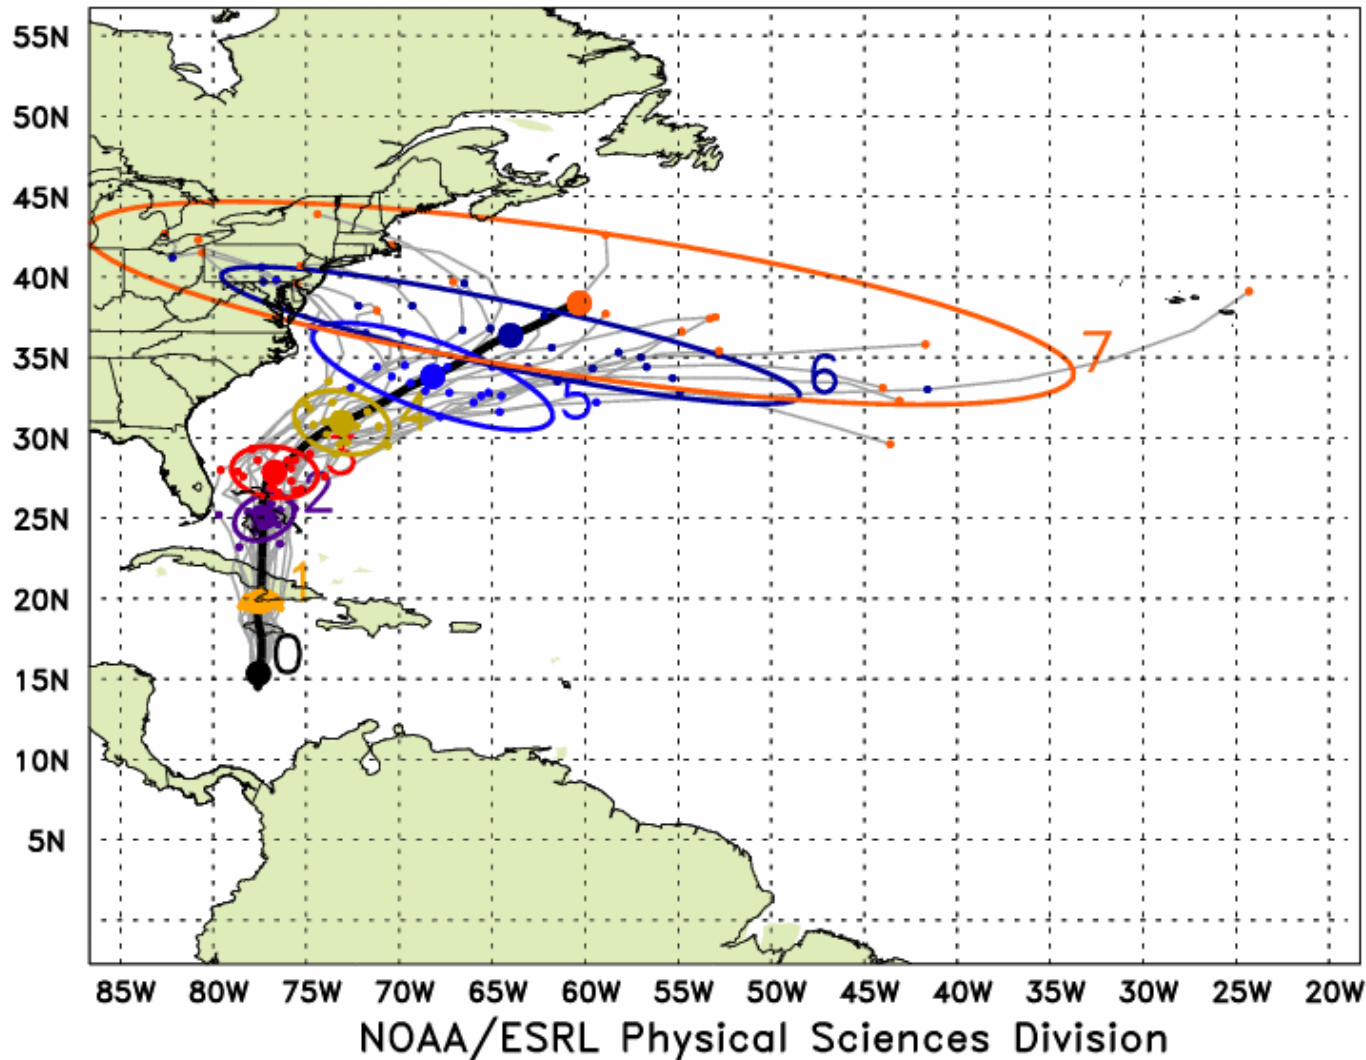 55N
50N
45N
40N
35N
30N
25N
20N
15N
10N
5N
7
6
5
4
3
2
1
0
85W 80W 75W 70W 65W 60W 55W 50W 45W 40W 35W 30W 25W 20W
NOAA/ESRL Physical Sciences Division